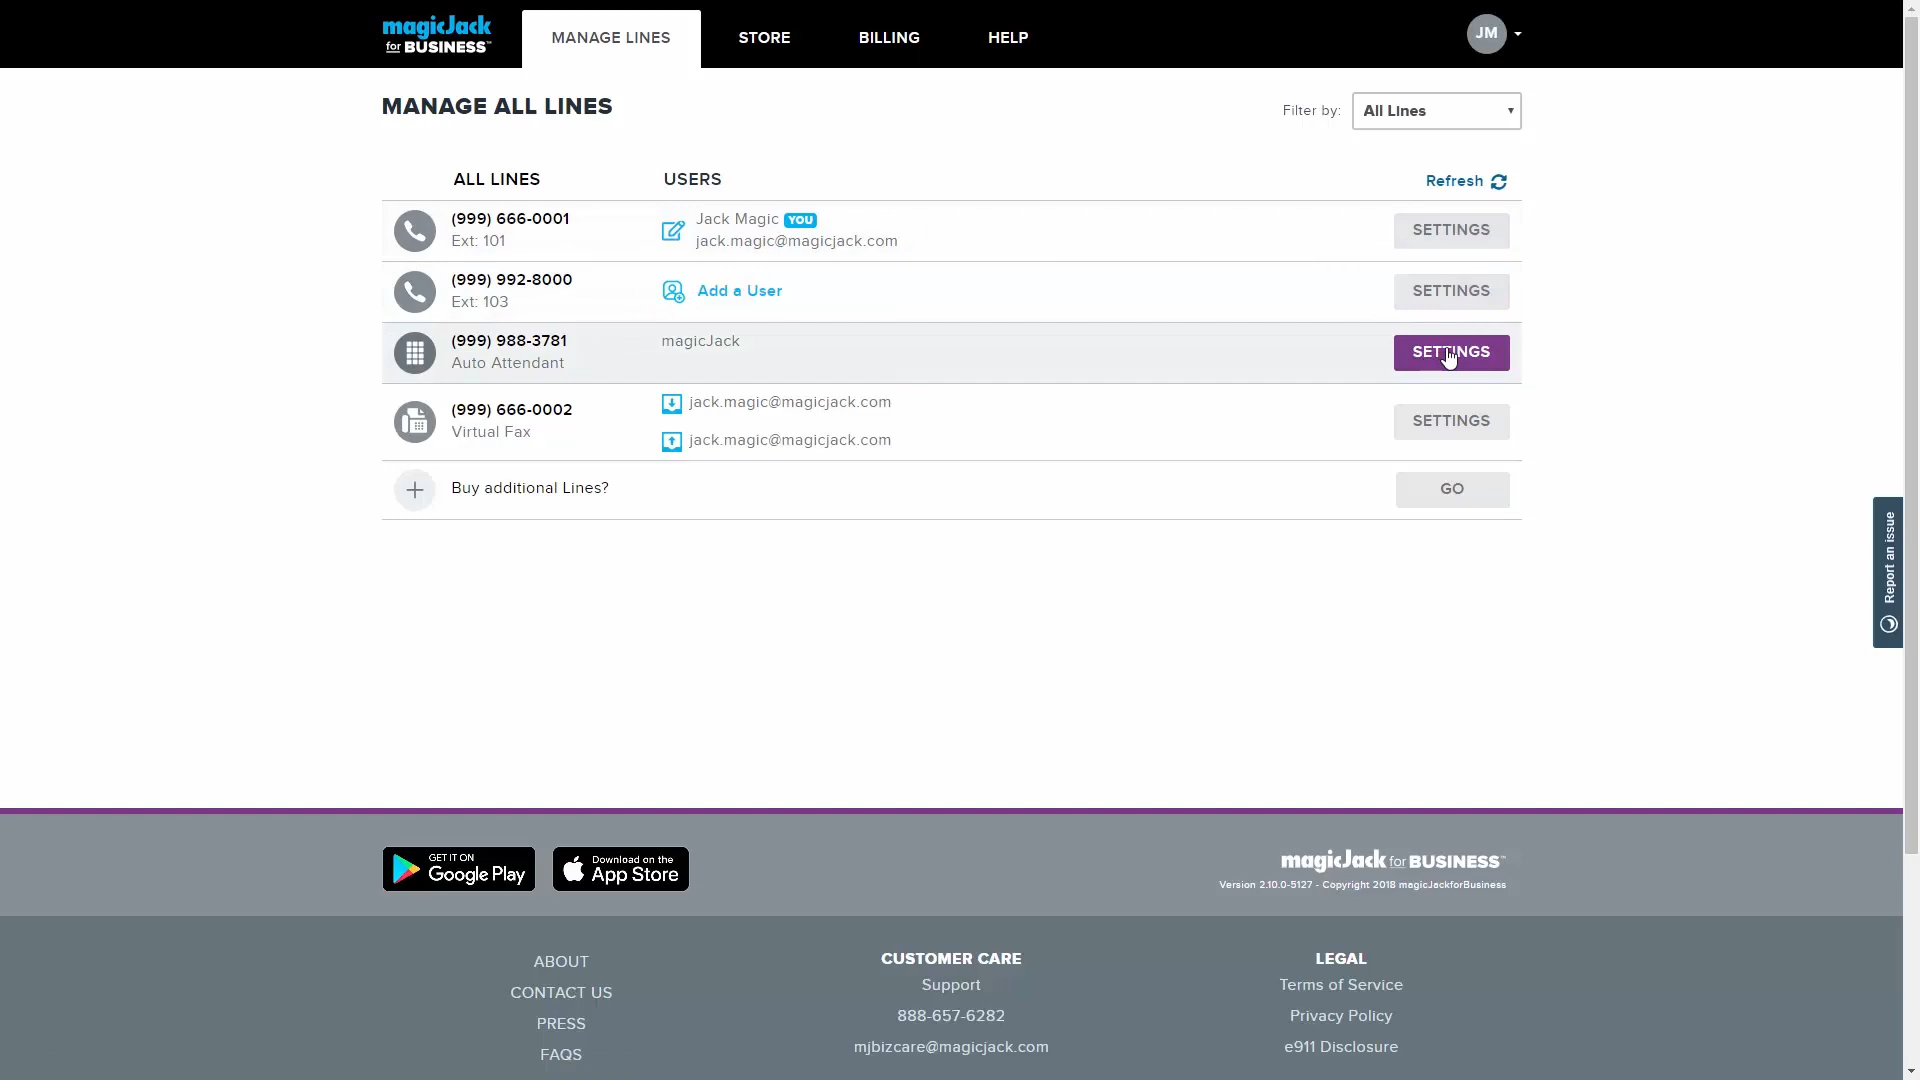 magicJack
for BUSINESS™
MANAGE LINES
STORE
BILLING
HELP
JM
MANAGE ALL LINES
Filter by:
All Lines
ALL LINES
USERS
Refresh
(999) 666-0001
Ext: 101
Jack Magic YOU
jack.magic@magicjack.com
SETTINGS
(999) 992-8000
Ext: 103
Add a User
SETTINGS
(999) 988-3781
Auto Attendant
magicJack
SETTINGS
(999) 666-0002
Virtual Fax
jack.magic@magicjack.com
jack.magic@magicjack.com
SETTINGS
Buy additional Lines?
GO
Report an issue
GET IT ON
Google Play
Download on the
App Store
magicJack for BUSINESS™
Version 2.10.0-5127 - Copyright 2018 magicJackforBusiness
ABOUT
CONTACT US
PRESS
FAQS
CUSTOMER CARE
Support
888-657-6282
mjbizcare@magicjack.com
LEGAL
Terms of Service
Privacy Policy
e911 Disclosure